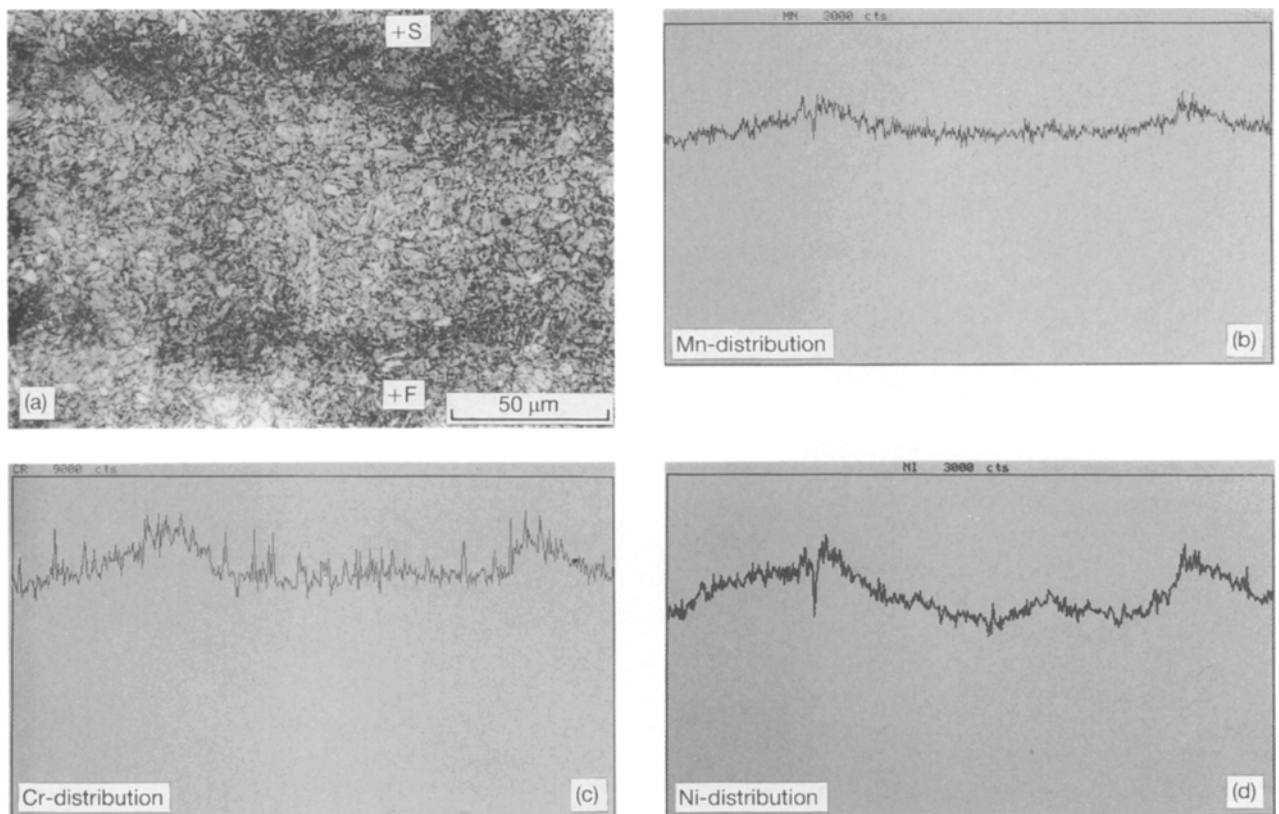 +S
+F
50 µm
(a)
MN 3000 cts
Mn-distribution
(b)
CR 9000 cts
Cr-distribution
(c)
NI 3000 cts
Ni-distribution
(d)